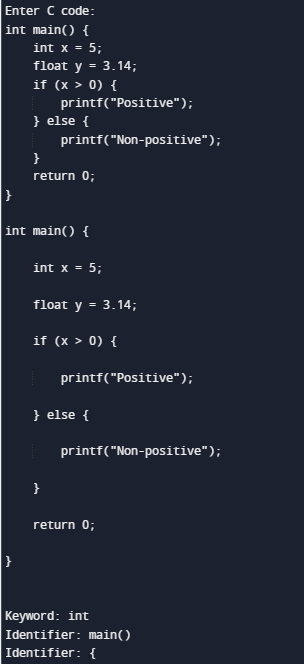 Enter C code:
int main() {
    int x = 5;
    float y = 3.14;
    if (x > 0) {
        printf("Positive");
    } else {
        printf("Non-positive");
    }
    return 0;
}

int main() {

    int x = 5;

    float y = 3.14;

    if (x > 0) {

        printf("Positive");

    } else {

        printf("Non-positive");

    }

    return 0;

}


Keyword: int
Identifier: main()
Identifier: {